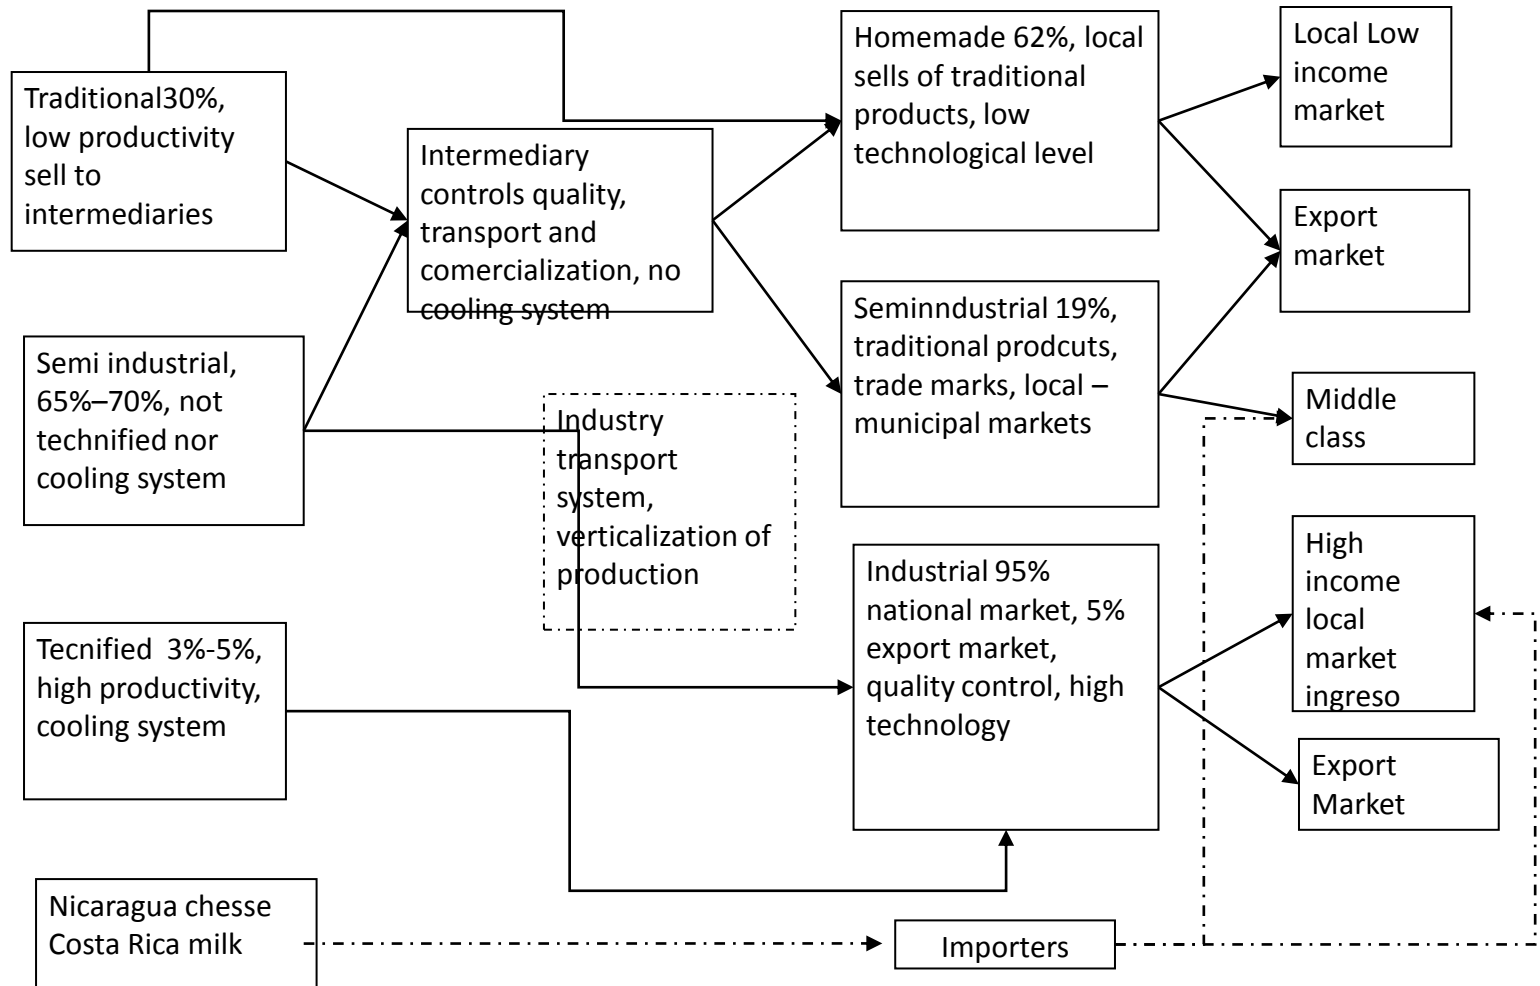 Traditional30%,
low productivity
sell to
intermediaries
Semi industrial,
65%–70%, not
technified nor
cooling system
Tecnified  3%-5%,
high productivity,
cooling system
Nicaragua chesse
Costa Rica milk
Intermediary
controls quality,
transport and
comercialization, no
cooling system
Industry
transport
system,
verticalization of
production
Homemade 62%, local
sells of traditional
products, low
technological level
Seminndustrial 19%,
traditional prodcuts,
trade marks, local –
municipal markets
Industrial 95%
national market, 5%
export market,
quality control, high
technology
Importers
Local Low
income
market
Export
market
Middle
class
High
income
local
market
ingreso
Export
Market